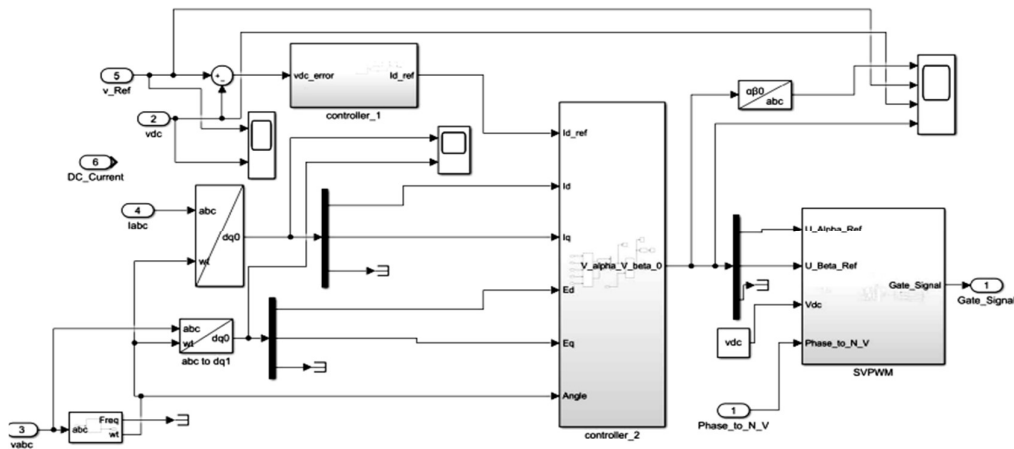 5
v_Ref
+
-
vdc_error
Id_ref
controller_1
2
vdc
6
DC_Current
4
Iabc
abc
dq0
wt
abc
dq0
wt
abc to dq1
3
vabc
abc
Freq
wt
Id_ref
Id
Iq
Ed
Eq
Angle
V_alpha_V_beta_0
controller_2
αβ0
abc
U_Alpha_Ref
U_Beta_Ref
Vdc
Phase_to_N_V
Gate_Signal
SVPWM
vdc
1
Phase_to_N_V
1
Gate_Signal